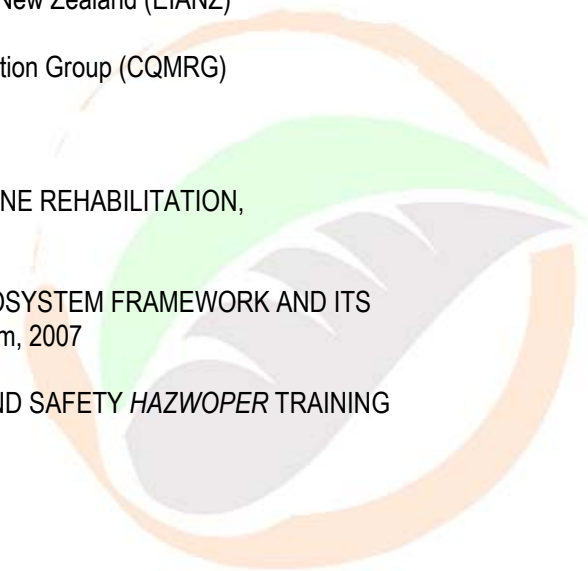 New Zealand (EIANZ)
tion Group (CQMRG)
NE REHABILITATION,
OSYSTEM FRAMEWORK AND ITS
m, 2007
ND SAFETY HAZWOPER TRAINING